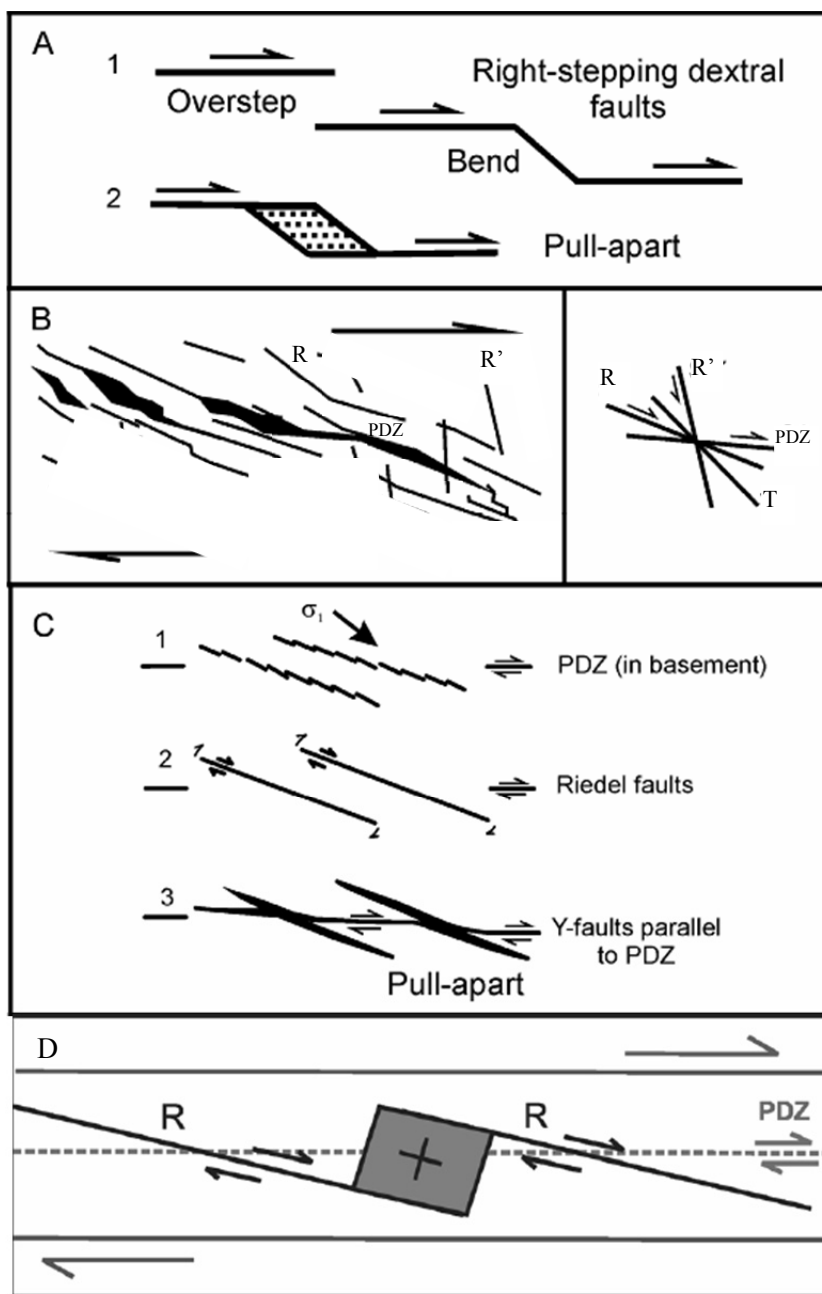 A
1
Overstep
Right-stepping dextral
faults
Bend
2
Pull-apart
B
R
R'
PDZ
R
R'
PDZ
T
C
σ1
1
PDZ (in basement)
2
Riedel faults
3
Y-faults parallel
to PDZ
Pull-apart
D
R
R
PDZ